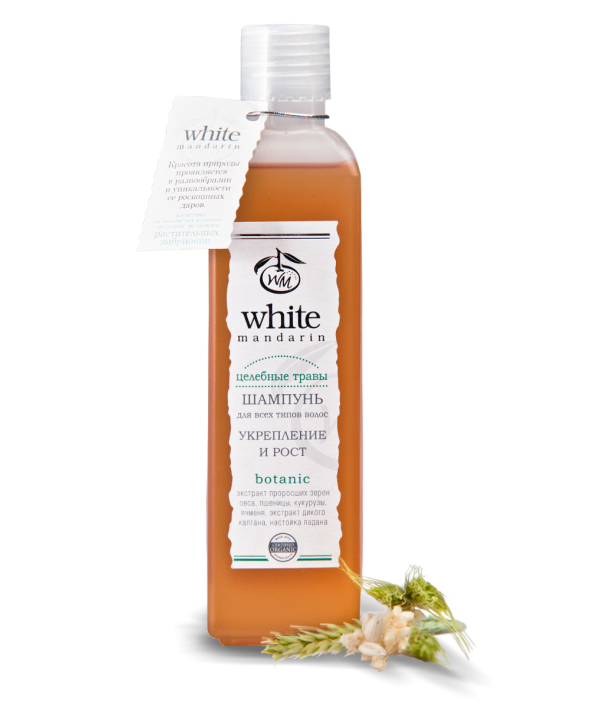 white
mandarin
Красота природы
проявляется
в разнообразии
и уникальности
ее роскошных
даров.
растительных
WM
white
mandarin
целебные травы
ШАМПУНЬ
для всех типов волос
УКРЕПЛЕНИЕ
И РОСТ
botanic
экстракт проросших зерен
овса, пшеницы, кукурузы,
ячменя, экстракт дикого
калгана, настойка ладана
CERTIFIED
ORGANIC